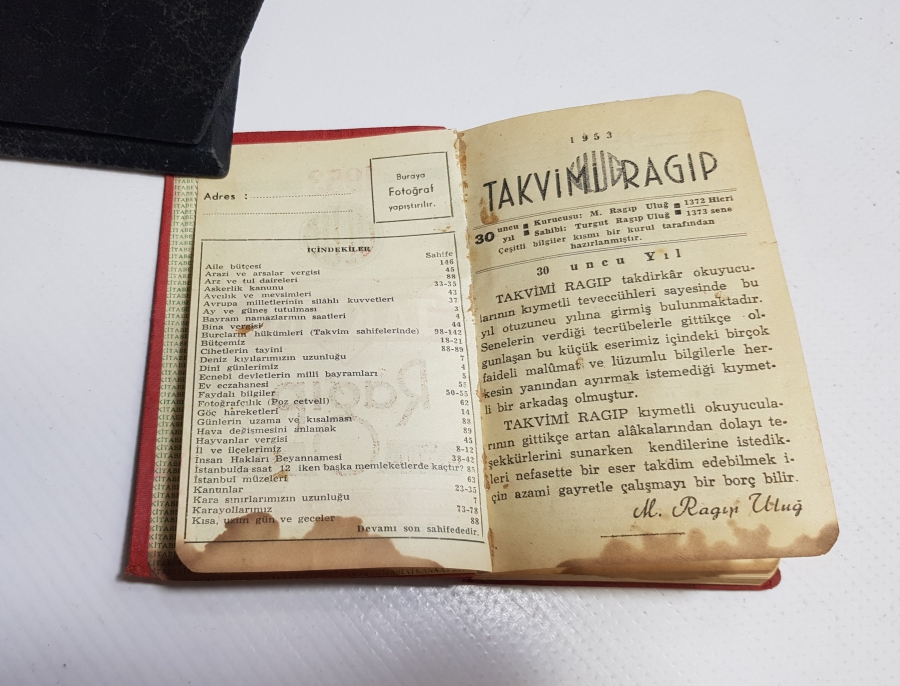 Adres :
Buraya
Fotoğraf
yapıştırılır.
İÇİNDEKİLER
Sahife
Aile bütçesi 146
Arazi ve arsalar vergisi 45
Arz ve tul daireleri 88
Askerlik kanunu 33-35
Avcılık ve mevsimleri 43
Avrupa milletlerinin silâhlı kuvvetleri 37
Ay ve güneş tutulması 3
Bayram namazlarının saatleri 4
Bina vergisi 44
Burçların hükümleri (Takvim sahifelerinde) 98-142
Bütçemiz 18-21
Cihetlerin tayini 88-89
Deniz kıyılarımızın uzunluğu 7
Dinî günlerimiz 4
Ecnebi devletlerin milli bayramları 5
Ev eczahanesi 55
Faydalı bilgiler 50-55
Fotoğrafçılık (Poz cetveli) 62
Göç hareketleri 14
Günlerin uzama ve kısalması 88
Hava değişmesini anlamak 89
Hayvanlar vergisi 45
İl ve ilçelerimiz 8-12
İnsan Hakları Beyannamesi 38-42
İstanbulda saat 12 iken başka memleketlerde kaçtır? 85
İstanbul müzeleri 63
Kanunlar 23-35
Kara sınırlarımızın uzunluğu 7
Karayollarımız 73-78
Kısa, uzun gün ve geceler 88
Devamı son sahifededir.
1953
TAKVİMİ RAGIP
30 uncu yıl ■ Kurucusu: M. Ragıp Uluğ ■ 1372 Hicri
■ Sahibi: Turgut Ragıp Uluğ ■ 1373 sene
Çeşitli bilgiler kısmı bir kurul tarafından
hazırlanmıştır.
30 uncu Yıl
TAKVİMİ RAGIP takdirkâr okuyucu-
larının kıymetli teveccühleri sayesinde bu
yıl otuzuncu yılına girmiş bulunmaktadır.
Senelerin verdiği tecrübelerle gittikçe ol-
gunlaşan bu küçük eserimiz içindeki birçok
faideli malûmat ve lüzumlu bilgilerle her-
kesin yanından ayırmak istemediği kıymet-
li bir arkadaş olmuştur.
TAKVİMİ RAGIP kıymetli okuyucula-
rının gittikçe artan alâkalarından dolayı te-
şekkürlerini sunarken kendilerine istedik-
leri nefasette bir eser takdim edebilmek i-
çin azami gayretle çalışmayı bir borç bilir.
M. Ragıp Uluğ